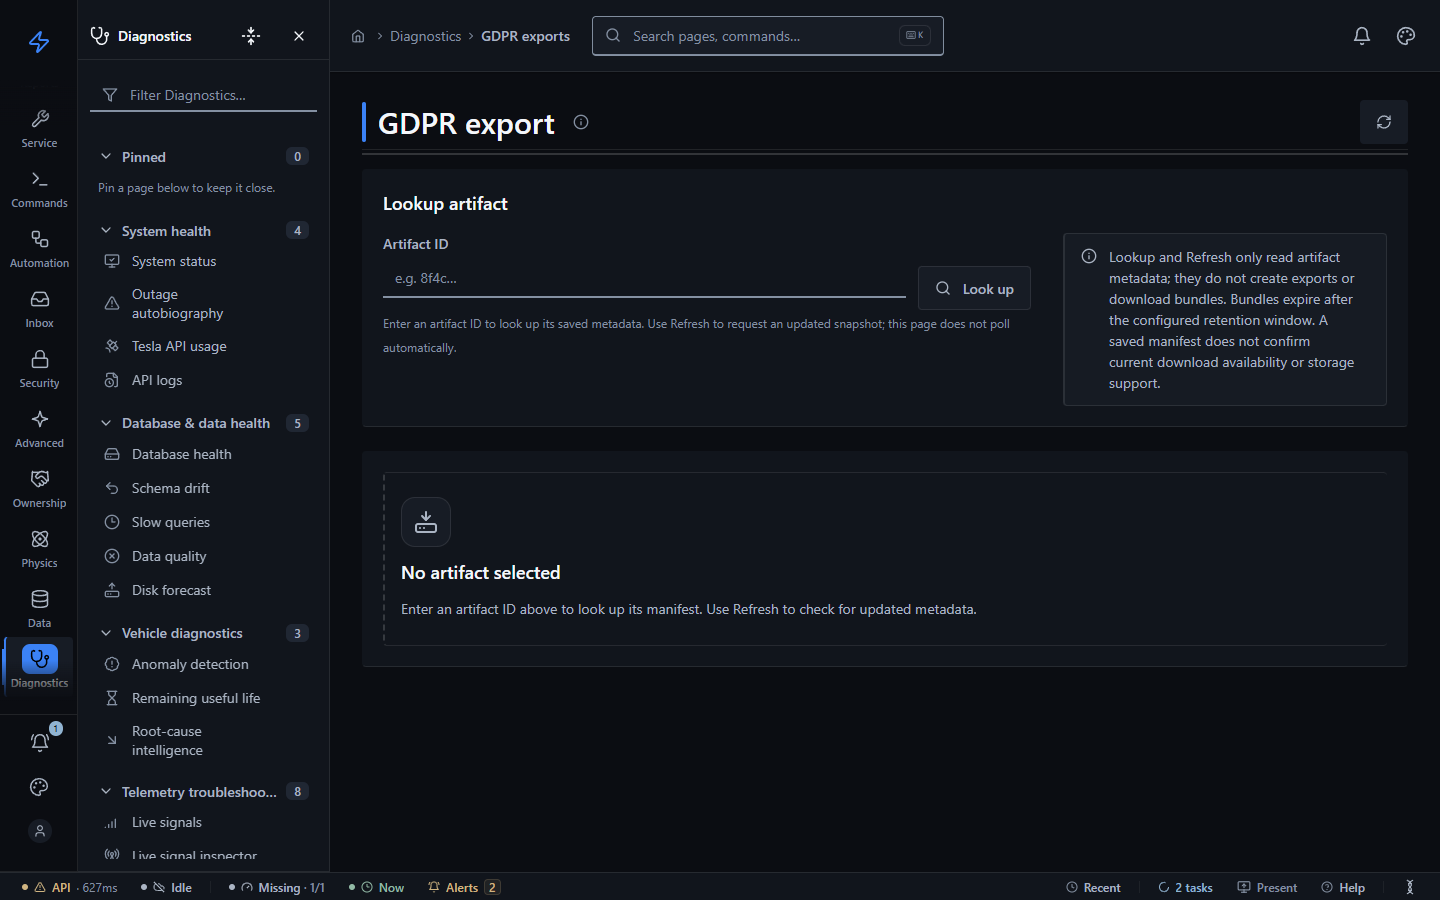 Service
Commands
Automation
Inbox
Security
Advanced
Ownership
Physics
Data
Diagnostics
1
Diagnostics
Filter Diagnostics...
Pinned 0
Pin a page below to keep it close.
System health 4
System status
Outage
autobiography
Tesla API usage
API logs
Database & data health 5
Database health
Schema drift
Slow queries
Data quality
Disk forecast
Vehicle diagnostics 3
Anomaly detection
Remaining useful life
Root-cause
intelligence
Telemetry troubleshoo... 8
Live signals
Live signal inspector
Diagnostics GDPR exports
Search pages, commands... K
GDPR export
Lookup artifact
Artifact ID
e.g. 8f4c...
Look up
Enter an artifact ID to look up its saved metadata. Use Refresh to request an updated snapshot; this page does not poll
automatically.
Lookup and Refresh only read artifact
metadata; they do not create exports or
download bundles. Bundles expire after
the configured retention window. A
saved manifest does not confirm
current download availability or storage
support.
No artifact selected
Enter an artifact ID above to look up its manifest. Use Refresh to check for updated metadata.
API · 627ms Idle Missing · 1/1 Now Alerts 2 Recent 2 tasks Present Help